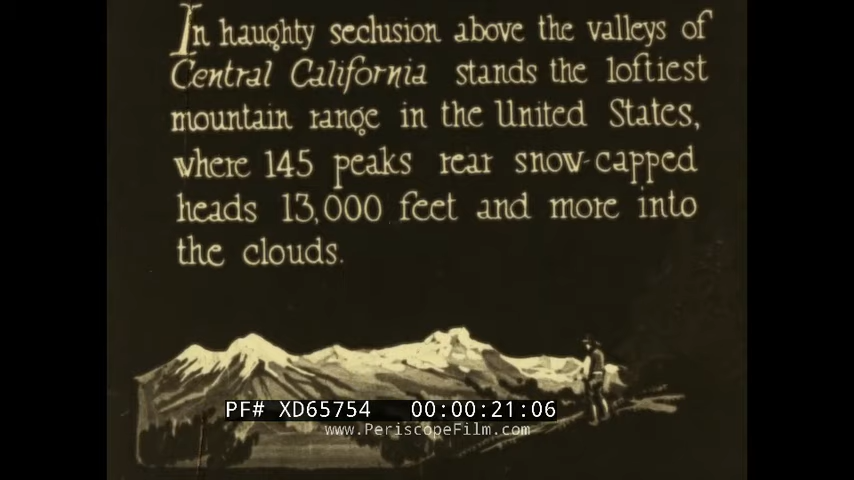 In haughty seclusion above the valleys of
Central California stands the loftiest
mountain range in the United States,
where 145 peaks rear snow-capped
heads 13,000 feet and more into
the clouds.
PF# XD65754 00:00:21:06
www.PeriscopeFilm.com